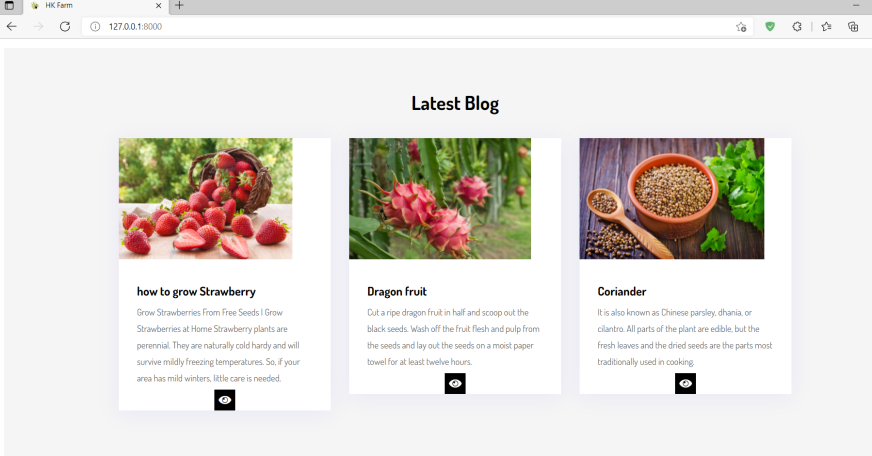 HK Farm
127.0.0.1:8000
Latest Blog
how to grow Strawberry
Grow Strawberries From Free Seeds | Grow
Strawberries at Home Strawberry plants are
perennial. They are naturally cold hardy and will
survive mildly freezing temperatures. So, if your
area has mild winters, little care is needed.
Dragon fruit
Cut a ripe dragon fruit in half and scoop out the
black seeds. Wash off the fruit flesh and pulp from
the seeds and lay out the seeds on a moist paper
towel for at least twelve hours.
Coriander
It is also known as Chinese parsley, dhania, or
cilantro. All parts of the plant are edible, but the
fresh leaves and the dried seeds are the parts most
traditionally used in cooking.